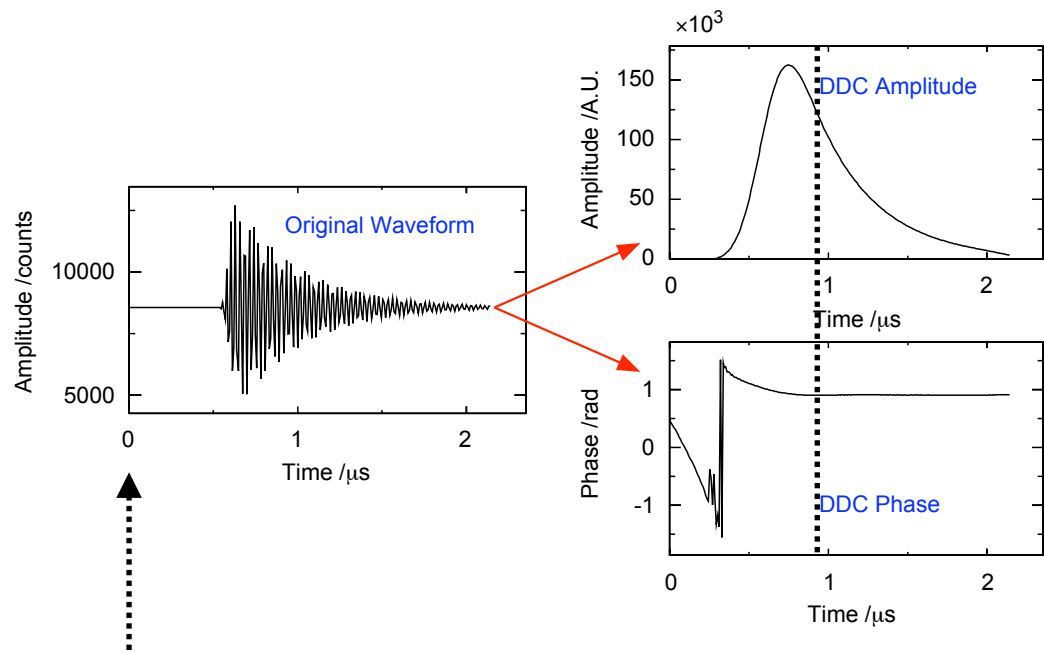 Original Waveform
Amplitude /counts
10000
5000
0
1
2
Time /μs
×10³
DDC Amplitude
Amplitude /A.U.
150
100
50
0
0
1
2
Time /μs
DDC Phase
Phase /rad
1
0
-1
0
1
2
Time /μs